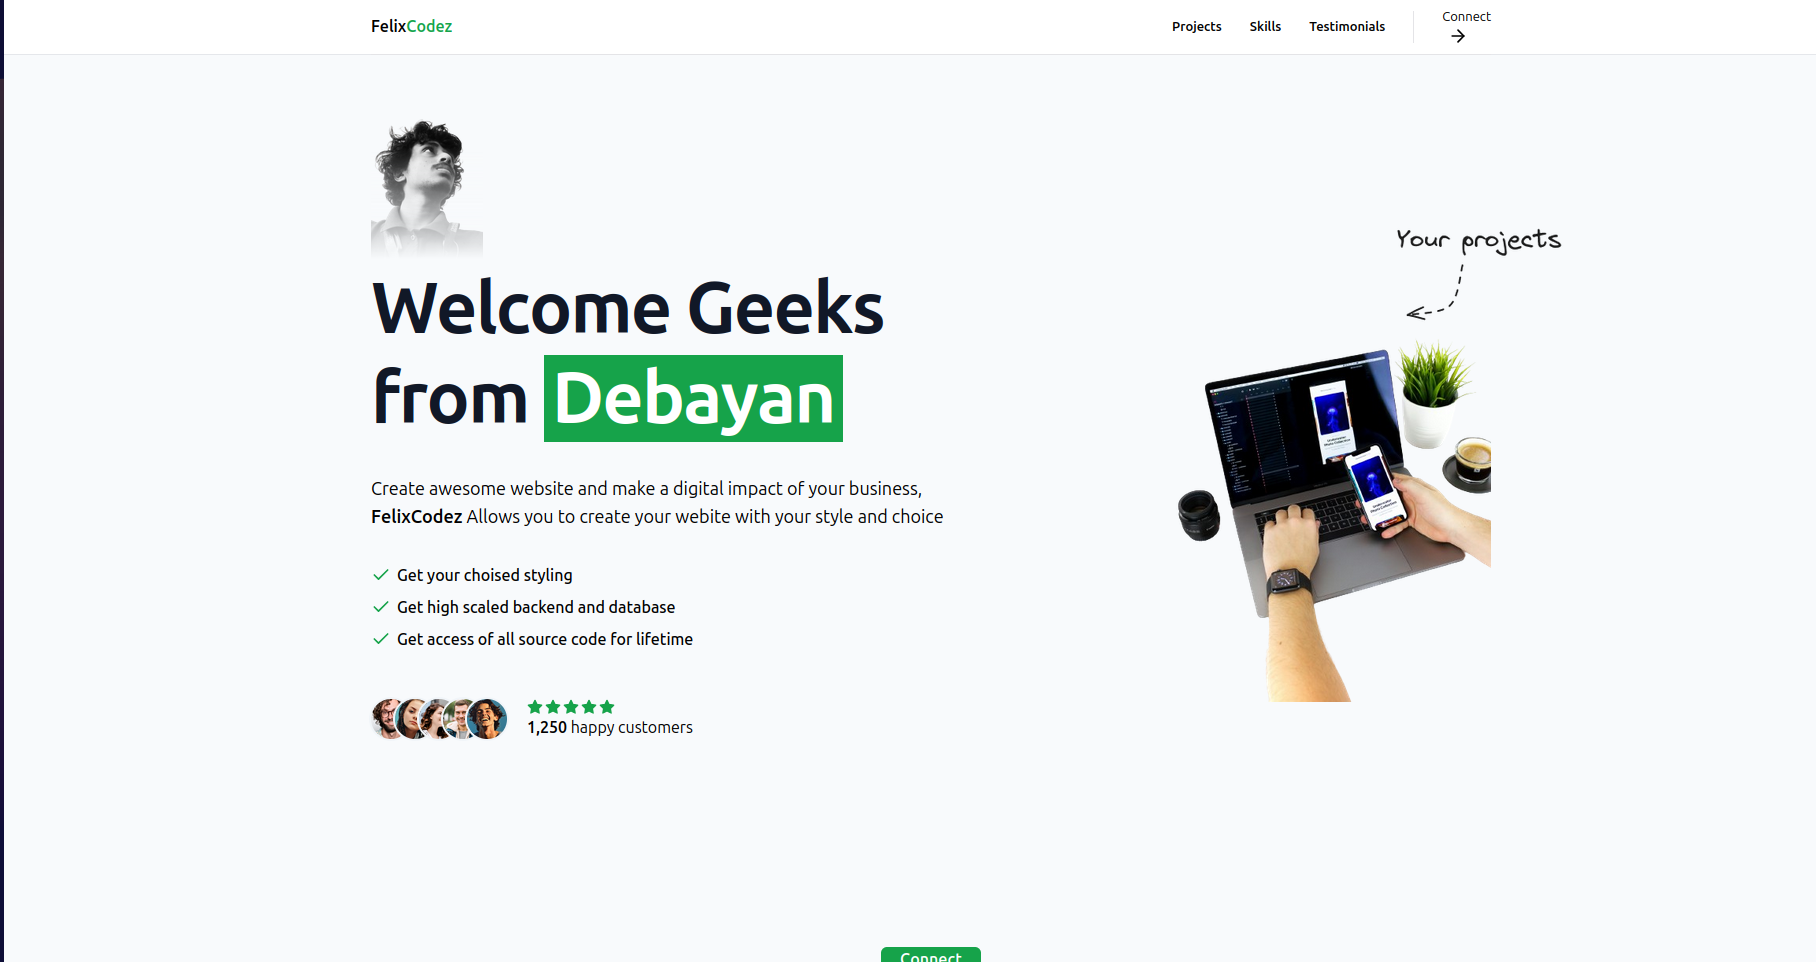 FelixCodez
Projects
Skills
Testimonials
Connect
Your projects
Welcome Geeks
from Debayan
Create awesome website and make a digital impact of your business,
FelixCodez Allows you to create your webite with your style and choice
Get your choised styling
Get high scaled backend and database
Get access of all source code for lifetime
1,250 happy customers
Connect